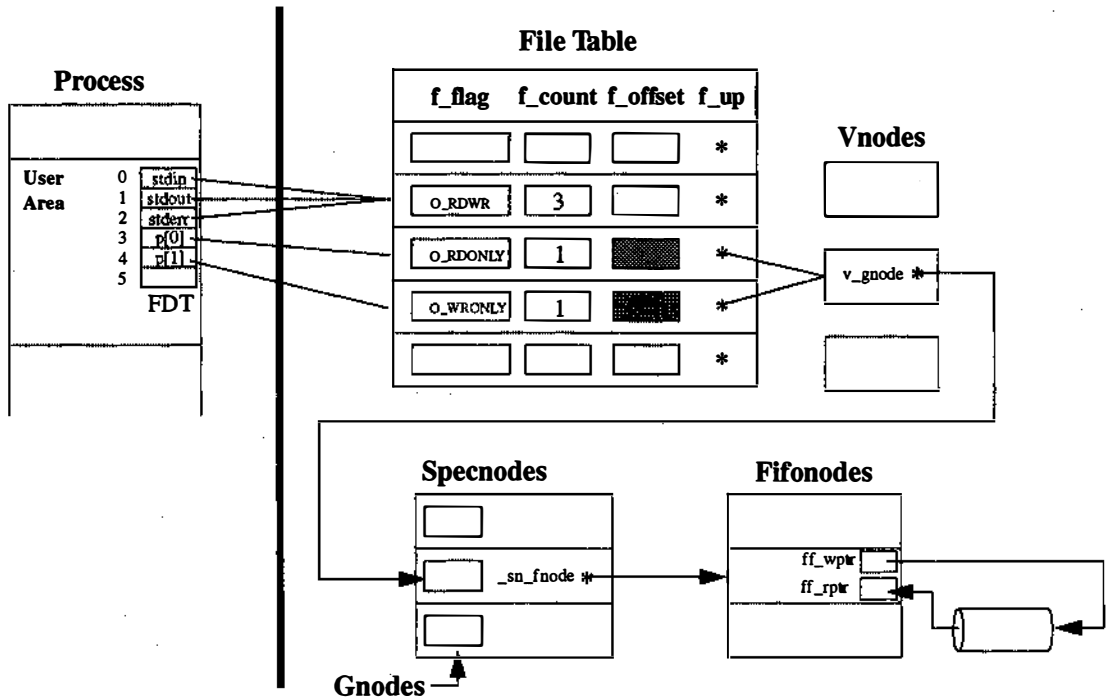 File Table
Process
f_flag f_count f_offset f_up
*
Vnodes
User
Area
0 stdin
1 stdout
2 stderr
3 p[0]
4 p[1]
5
FDT
O_RDWR 3 *
O_RDONLY 1 *
O_WRONLY 1 *
*
v_gnode *
Specnodes
Fifonodes
_sn_fnode *
ff_wptr
ff_rptr
Gnodes